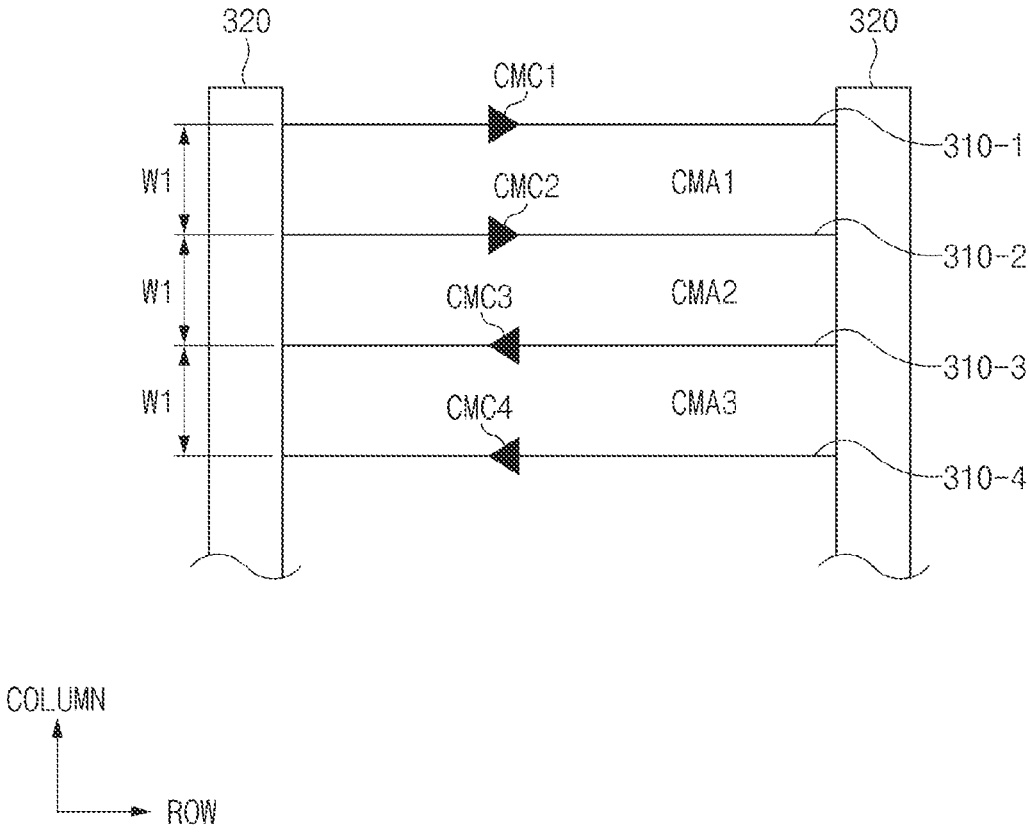 320
320
CMC1
310-1
W1
CMA1
CMC2
310-2
W1
CMA2
CMC3
310-3
W1
CMA3
CMC4
310-4
COLUMN
ROW